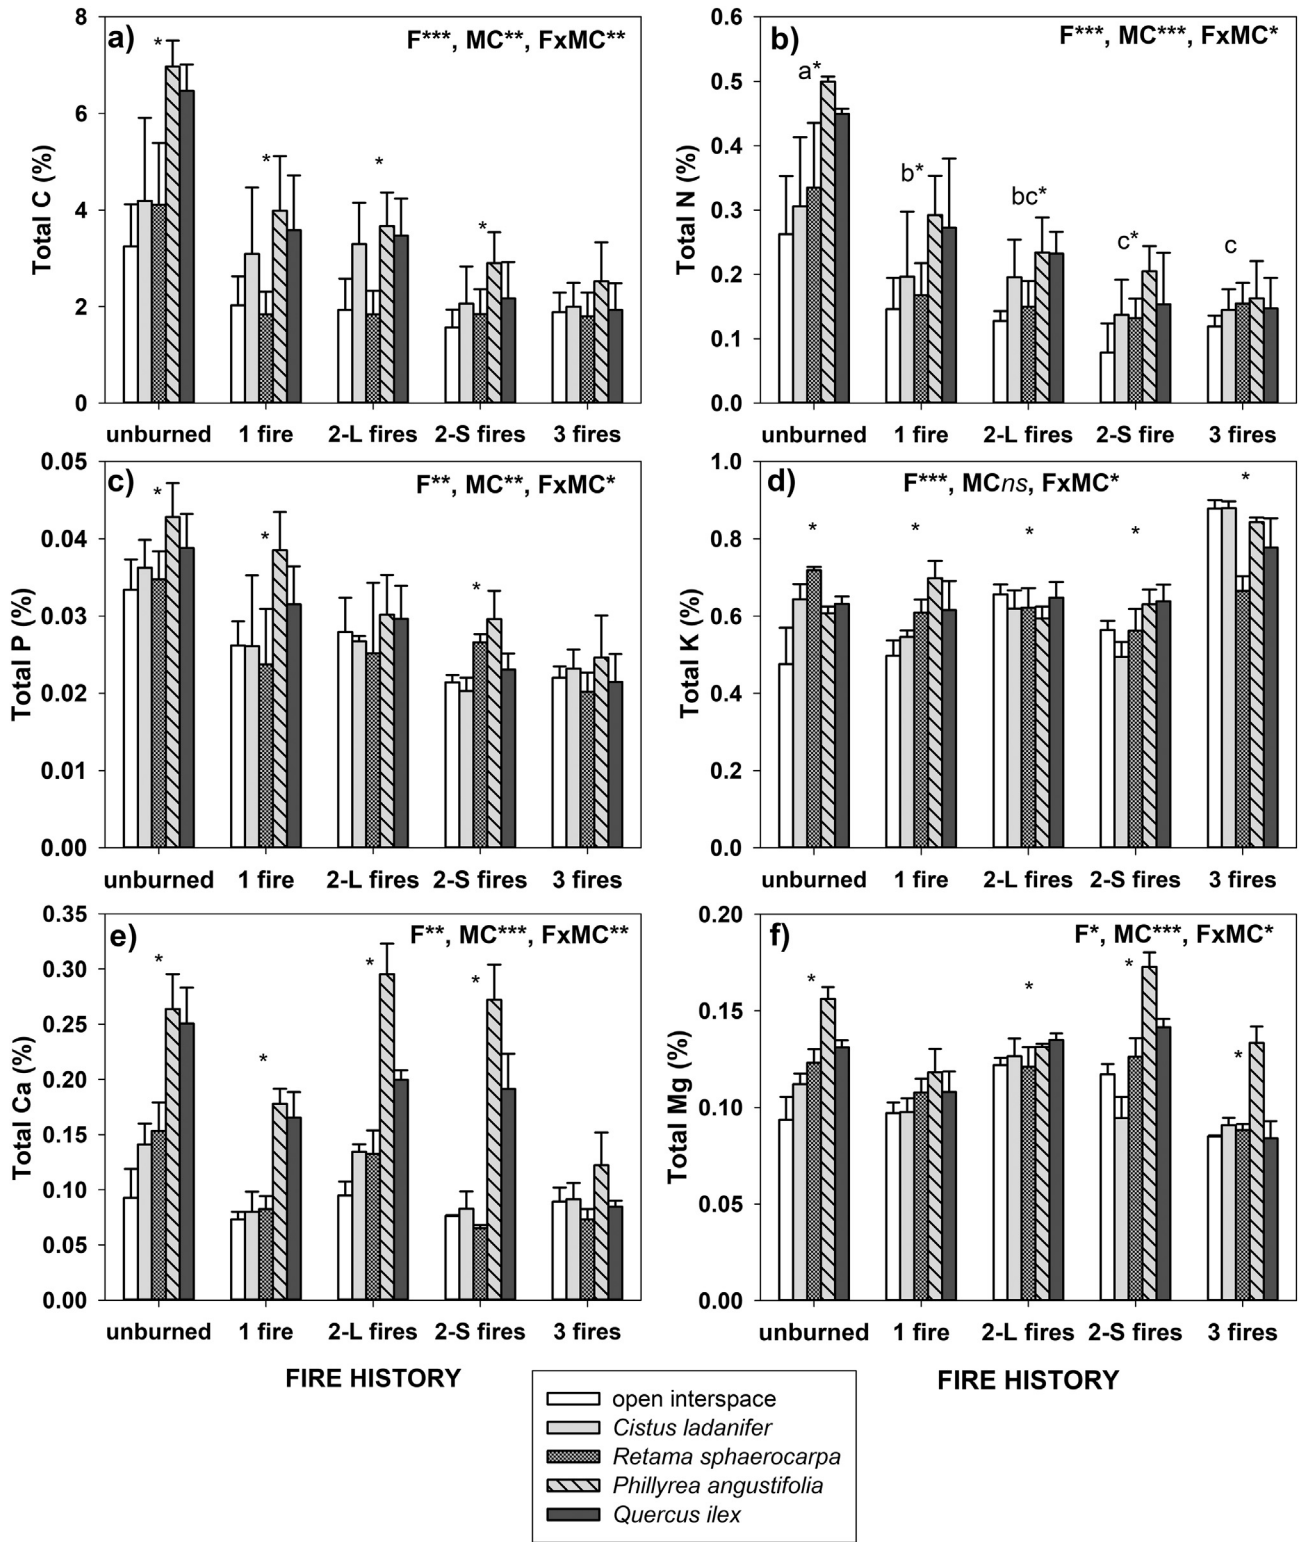 a)
F***, MC**, FxMC**
Total C (%)
8
6
4
2
0
*
*
*
*
unburned 1 fire 2-L fires 2-S fires 3 fires
b)
F***, MC***, FxMC*
Total N (%)
0.6
0.5
0.4
0.3
0.2
0.1
0.0
a*
b*
bc*
c*
c
unburned 1 fire 2-L fires 2-S fire 3 fires
c)
F**, MC**, FxMC*
Total P (%)
0.05
0.04
0.03
0.02
0.01
0.00
*
*
*
unburned 1 fire 2-L fires 2-S fires 3 fires
d)
F***, MCns, FxMC*
Total K (%)
1.0
0.8
0.6
0.4
0.2
0.0
*
*
*
*
*
unburned 1 fire 2-L fires 2-S fires 3 fires
e)
F**, MC***, FxMC**
Total Ca (%)
0.35
0.30
0.25
0.20
0.15
0.10
0.05
0.00
*
*
*
*
unburned 1 fire 2-L fires 2-S fires 3 fires
FIRE HISTORY
f)
F*, MC***, FxMC*
Total Mg (%)
0.20
0.15
0.10
0.05
0.00
*
*
*
*
unburned 1 fire 2-L fires 2-S fires 3 fires
FIRE HISTORY
open interspace
Cistus ladanifer
Retama sphaerocarpa
Phillyrea angustifolia
Quercus ilex